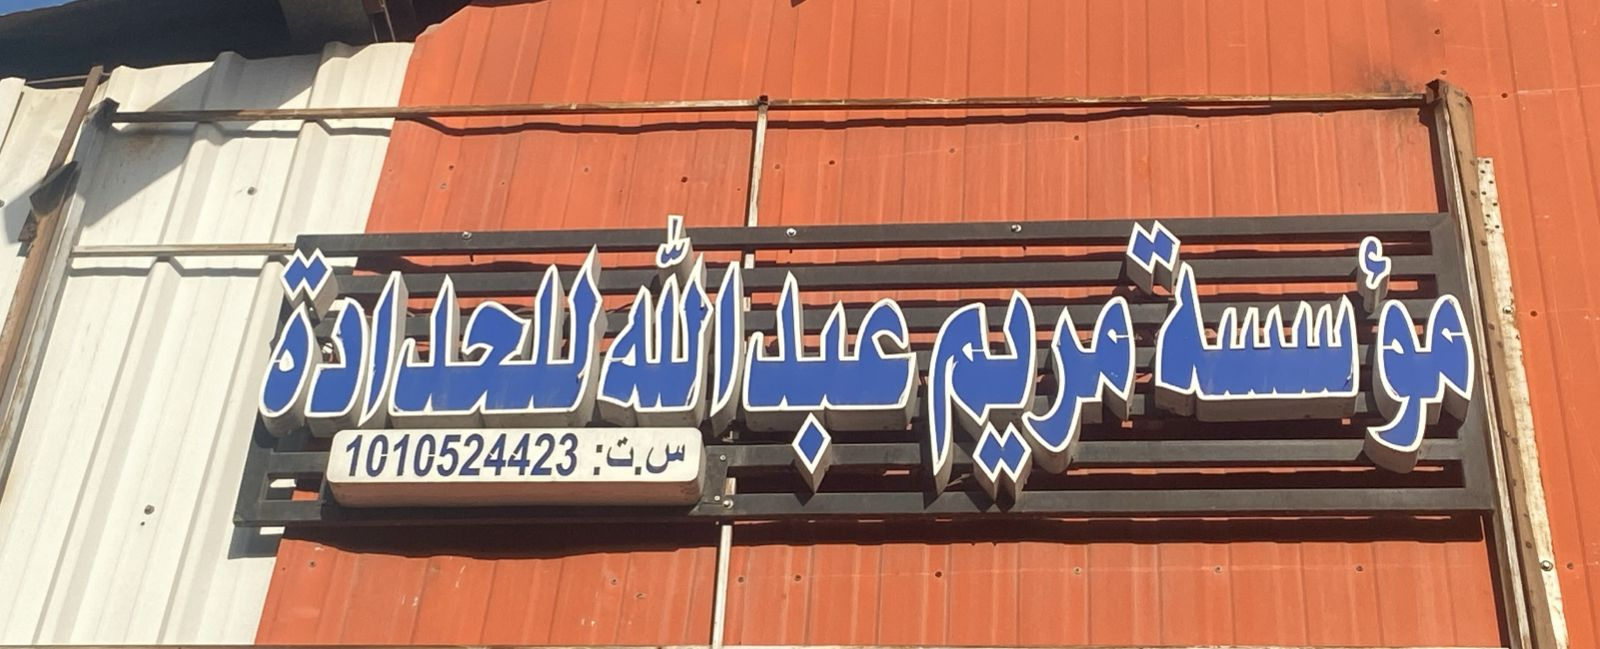 مؤسسة مريم عبدالله للحدادة
س.ت: 1010524423